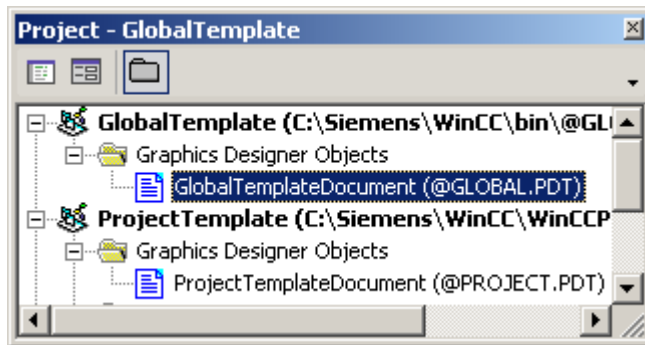 Project - GlobalTemplate
GlobalTemplate (C:\Siemens\WinCC\bin\@GL
Graphics Designer Objects
GlobalTemplateDocument (@GLOBAL.PDT)
ProjectTemplate (C:\Siemens\WinCC\WinCCP
Graphics Designer Objects
ProjectTemplateDocument (@PROJECT.PDT)